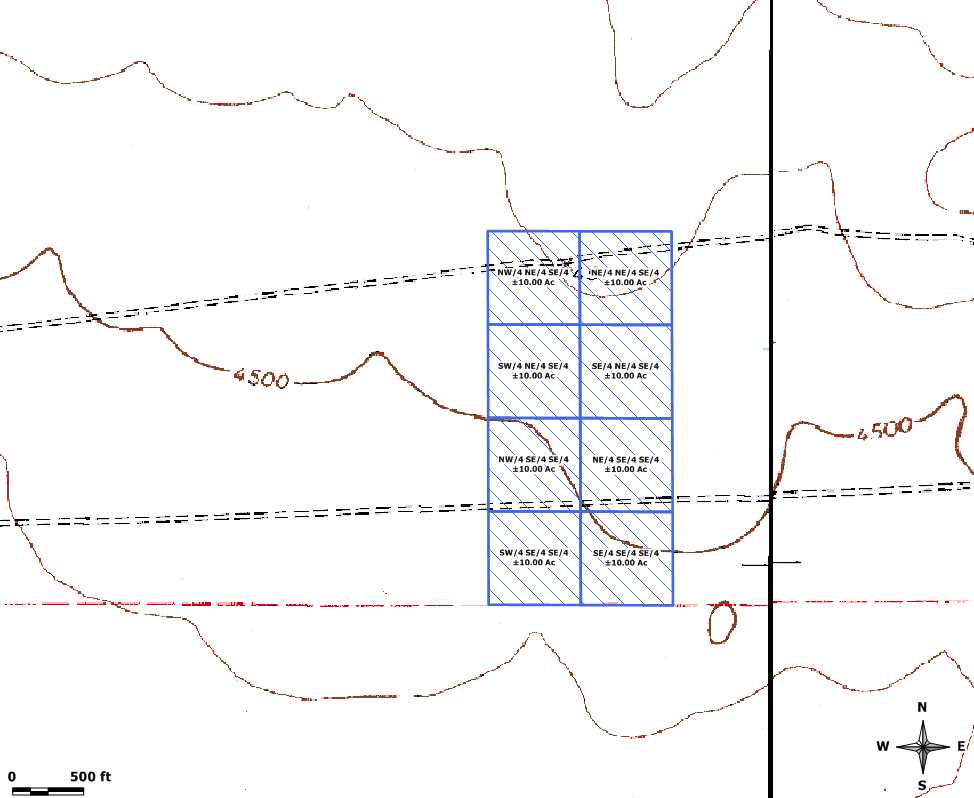 NW/4 NE/4 SE/4
±10.00 Ac
NE/4 NE/4 SE/4
±10.00 Ac
SW/4 NE/4 SE/4
±10.00 Ac
SE/4 NE/4 SE/4
±10.00 Ac
4500
4500
NW/4 SE/4 SE/4
±10.00 Ac
NE/4 SE/4 SE/4
±10.00 Ac
SW/4 SE/4 SE/4
±10.00 Ac
SE/4 SE/4 SE/4
±10.00 Ac
N
W E
S
0 500 ft